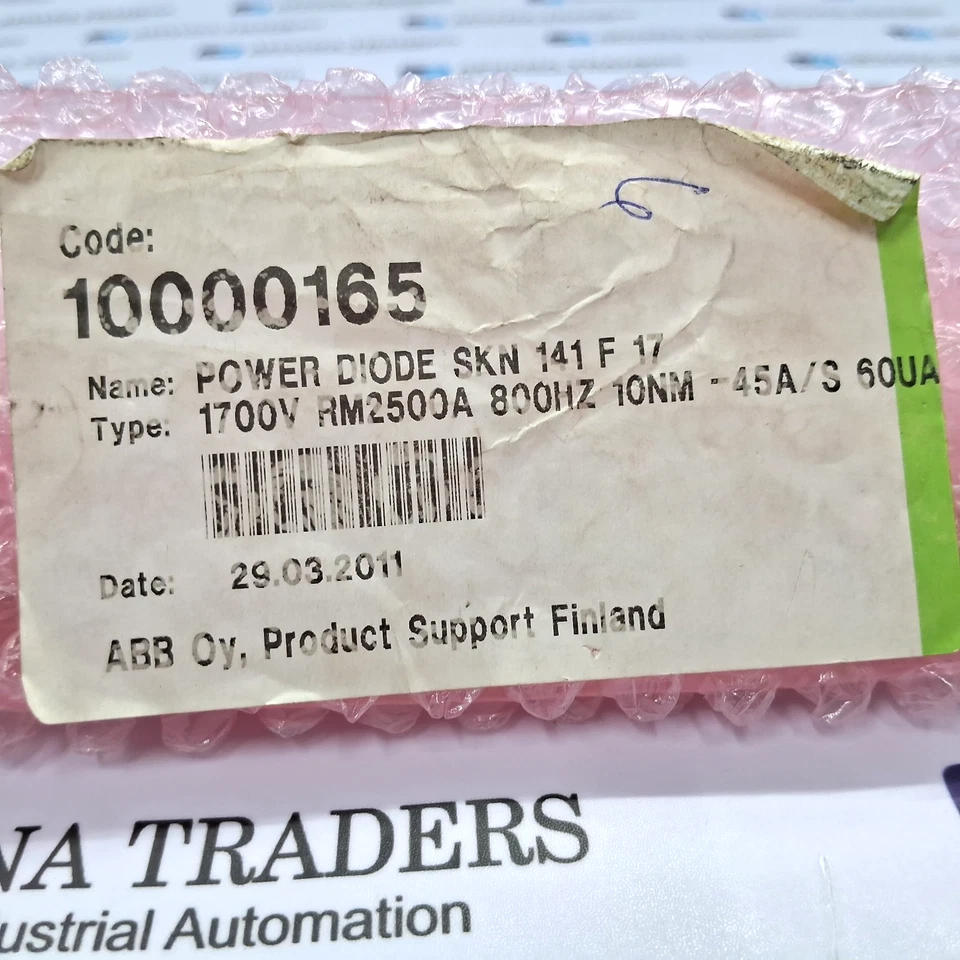 Code:
10000165
Name: POWER DIODE SKN 141 F 17
Type: 1700V RM2500A 800HZ 10NM -45A/S 60UA
Date: 29.03.2011
ABB Oy, Product Support Finland
NA TRADERS
ustrial Automation